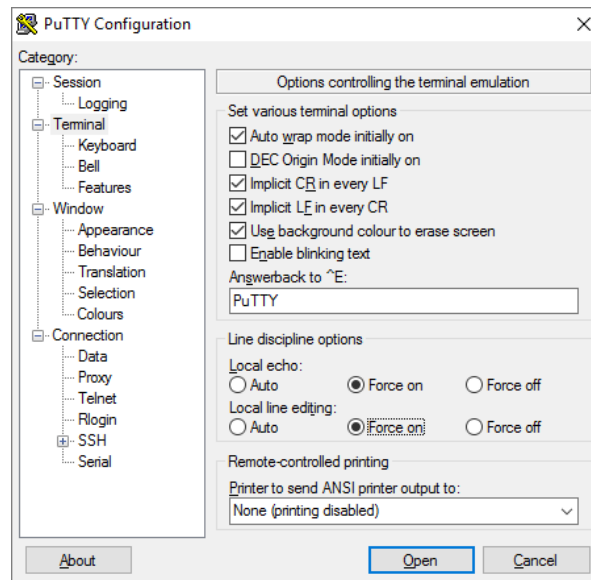 PuTTY Configuration
Category:
Session
Logging
Terminal
Keyboard
Bell
Features
Window
Appearance
Behaviour
Translation
Selection
Colours
Connection
Data
Proxy
Telnet
Rlogin
SSH
Serial
Options controlling the terminal emulation
Set various terminal options
Auto wrap mode initially on
DEC Origin Mode initially on
Implicit CR in every LF
Implicit LF in every CR
Use background colour to erase screen
Enable blinking text
Answerback to ^E:
PuTTY
Line discipline options
Local echo:
Auto Force on Force off
Local line editing:
Auto Force on Force off
Remote-controlled printing
Printer to send ANSI printer output to:
None (printing disabled)
About Open Cancel